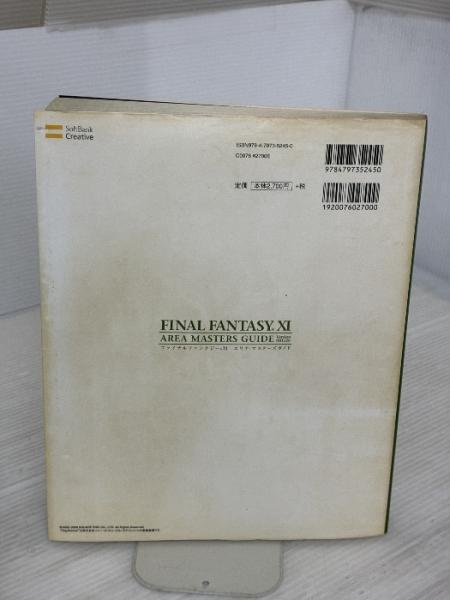 SoftBank
Creative
ISBN978-4-7973-5245-0
C0076 ¥2700E
定価 本体2,700円 +税
9784797352450
1920076027000
FINAL FANTASY XI
AREA MASTERS GUIDE
ファイナルファンタジーXI エリア・マスターズガイド